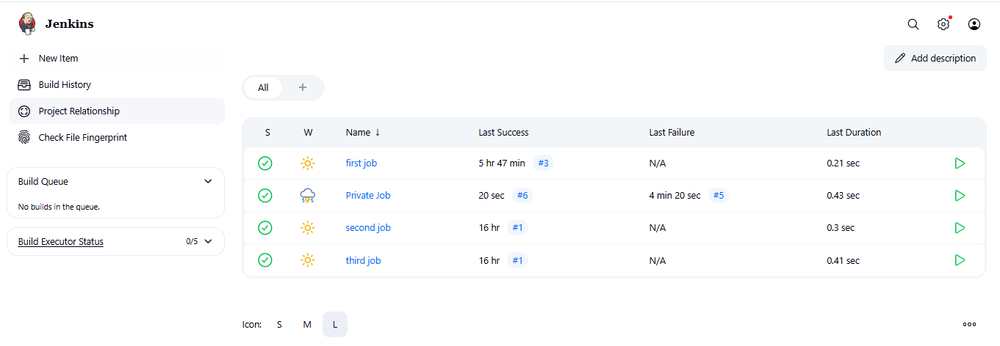 Jenkins
New Item
Build History
Project Relationship
Check File Fingerprint
Build Queue
No builds in the queue.
Build Executor Status 0/5
Add description
All +
S W Name ↓ Last Success Last Failure Last Duration
first job 5 hr 47 min #3 N/A 0.21 sec
Private Job 20 sec #6 4 min 20 sec #5 0.43 sec
second job 16 hr #1 N/A 0.3 sec
third job 16 hr #1 N/A 0.41 sec
Icon: S M L